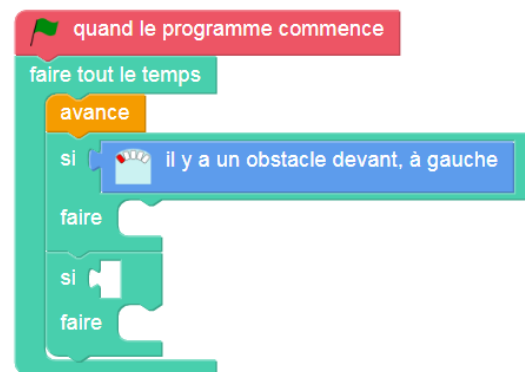 quand le programme commence
faire tout le temps
avance
si il y a un obstacle devant, à gauche
faire
si
faire